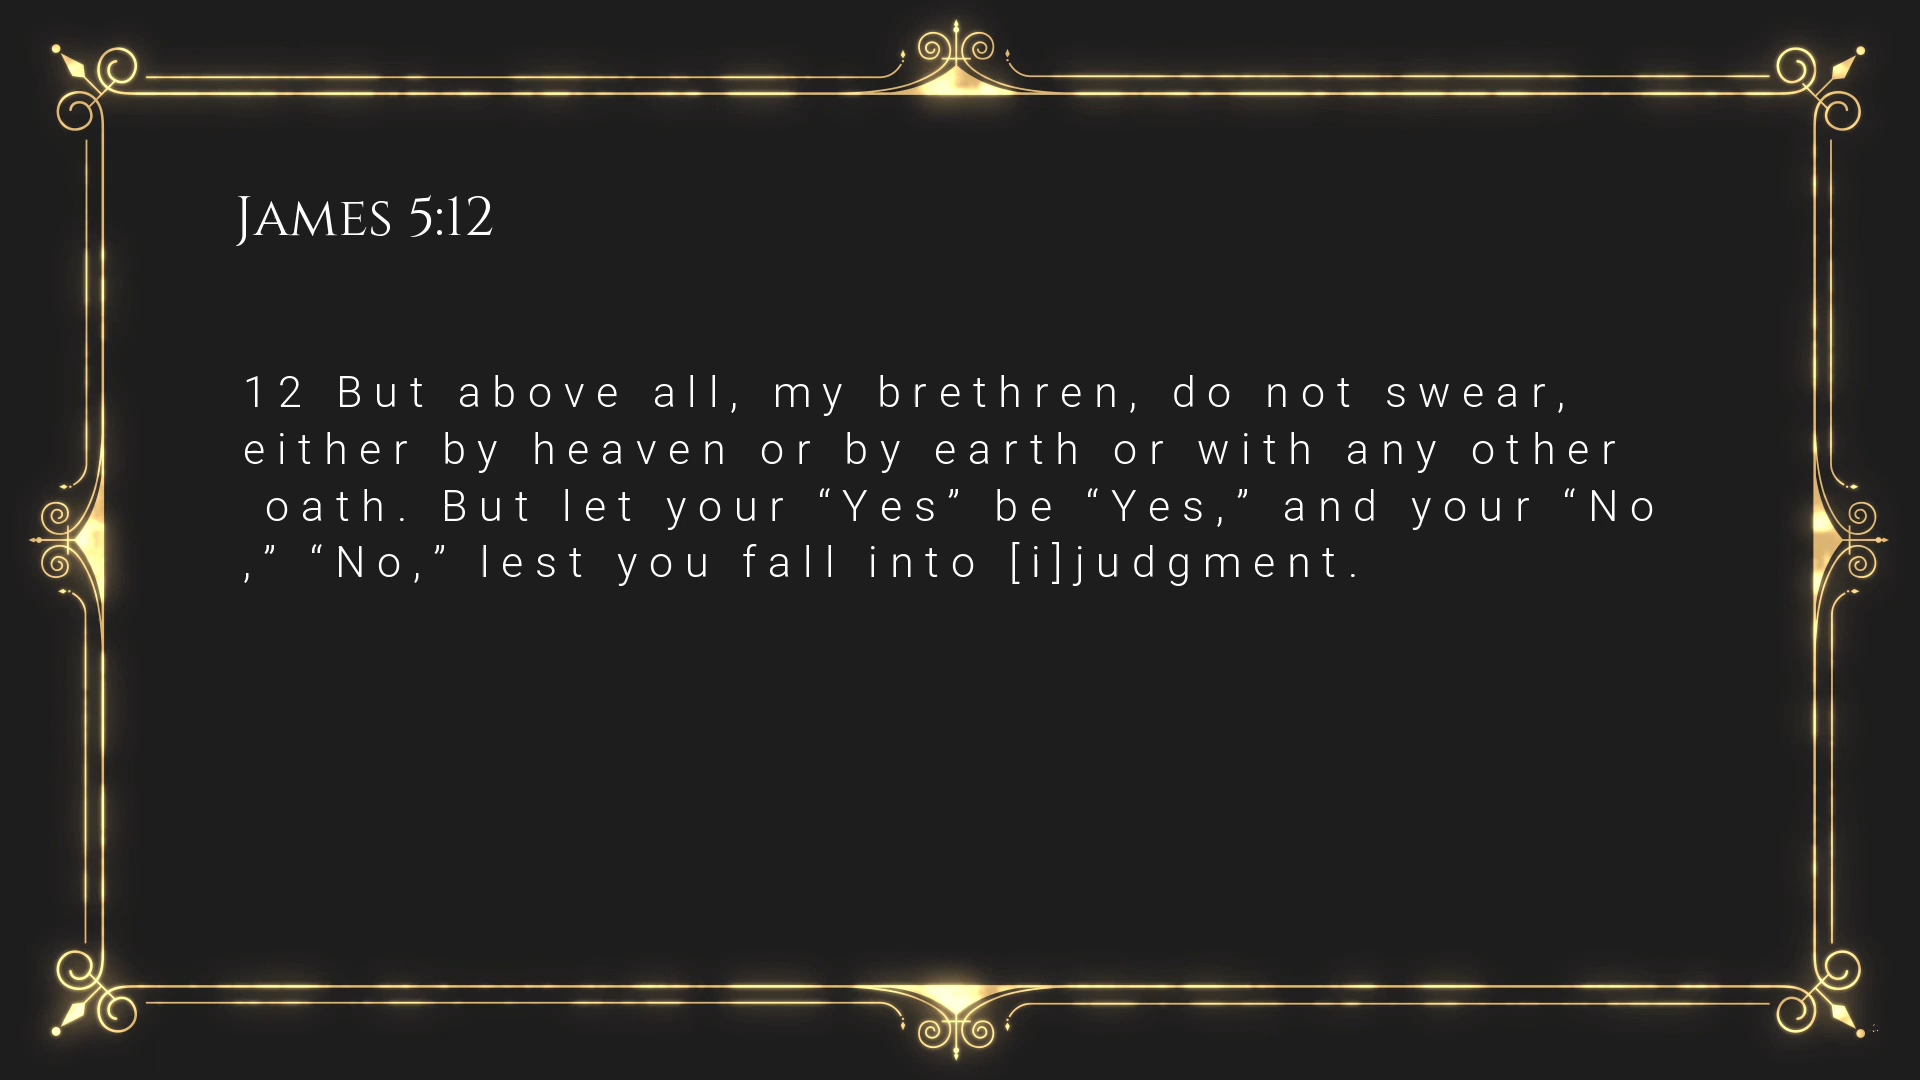 James 5:12
12 But above all, my brethren, do not swear,
either by heaven or by earth or with any other
oath. But let your “Yes” be “Yes,” and your “No
,” “No,” lest you fall into [i]judgment.